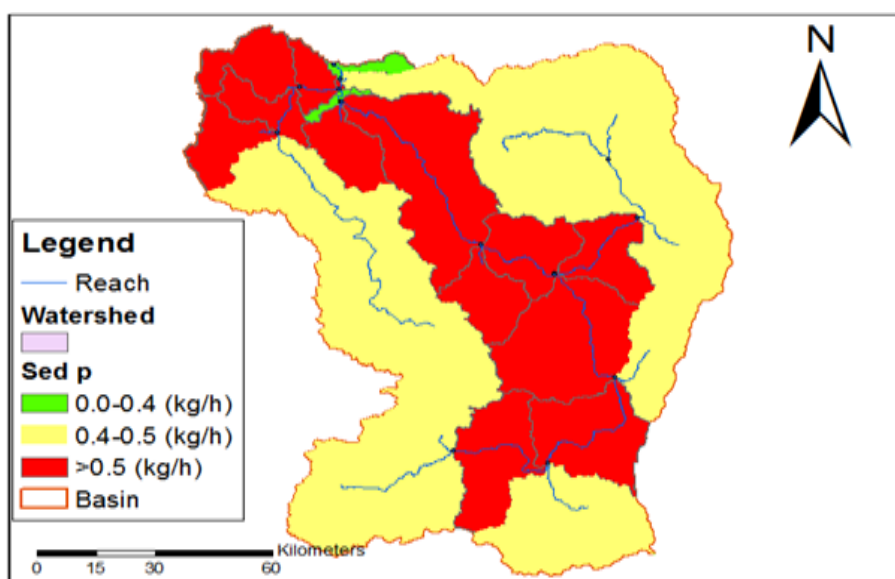 N
Legend
Reach
Watershed
Sed p
0.0-0.4 (kg/h)
0.4-0.5 (kg/h)
>0.5 (kg/h)
Basin
Kilometers
0 15 30 60